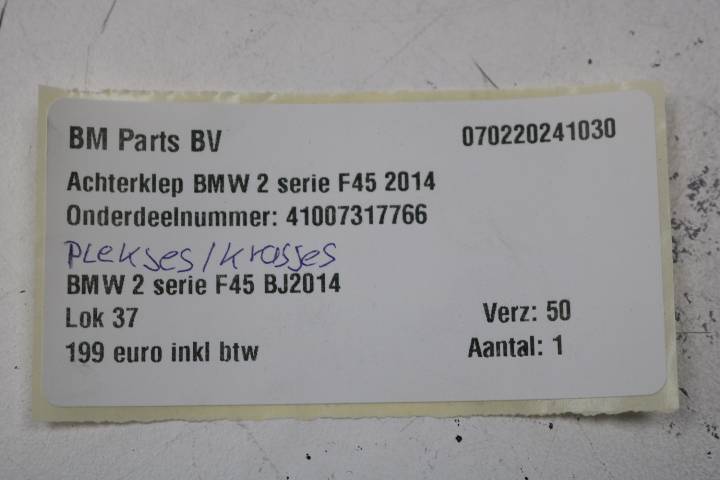 BM Parts BV 070220241030
Achterklep BMW 2 serie F45 2014
Onderdeelnummer: 41007317766
Plekjes/krasjes
BMW 2 serie F45 BJ2014
Lok 37 Verz: 50
199 euro inkl btw Aantal: 1